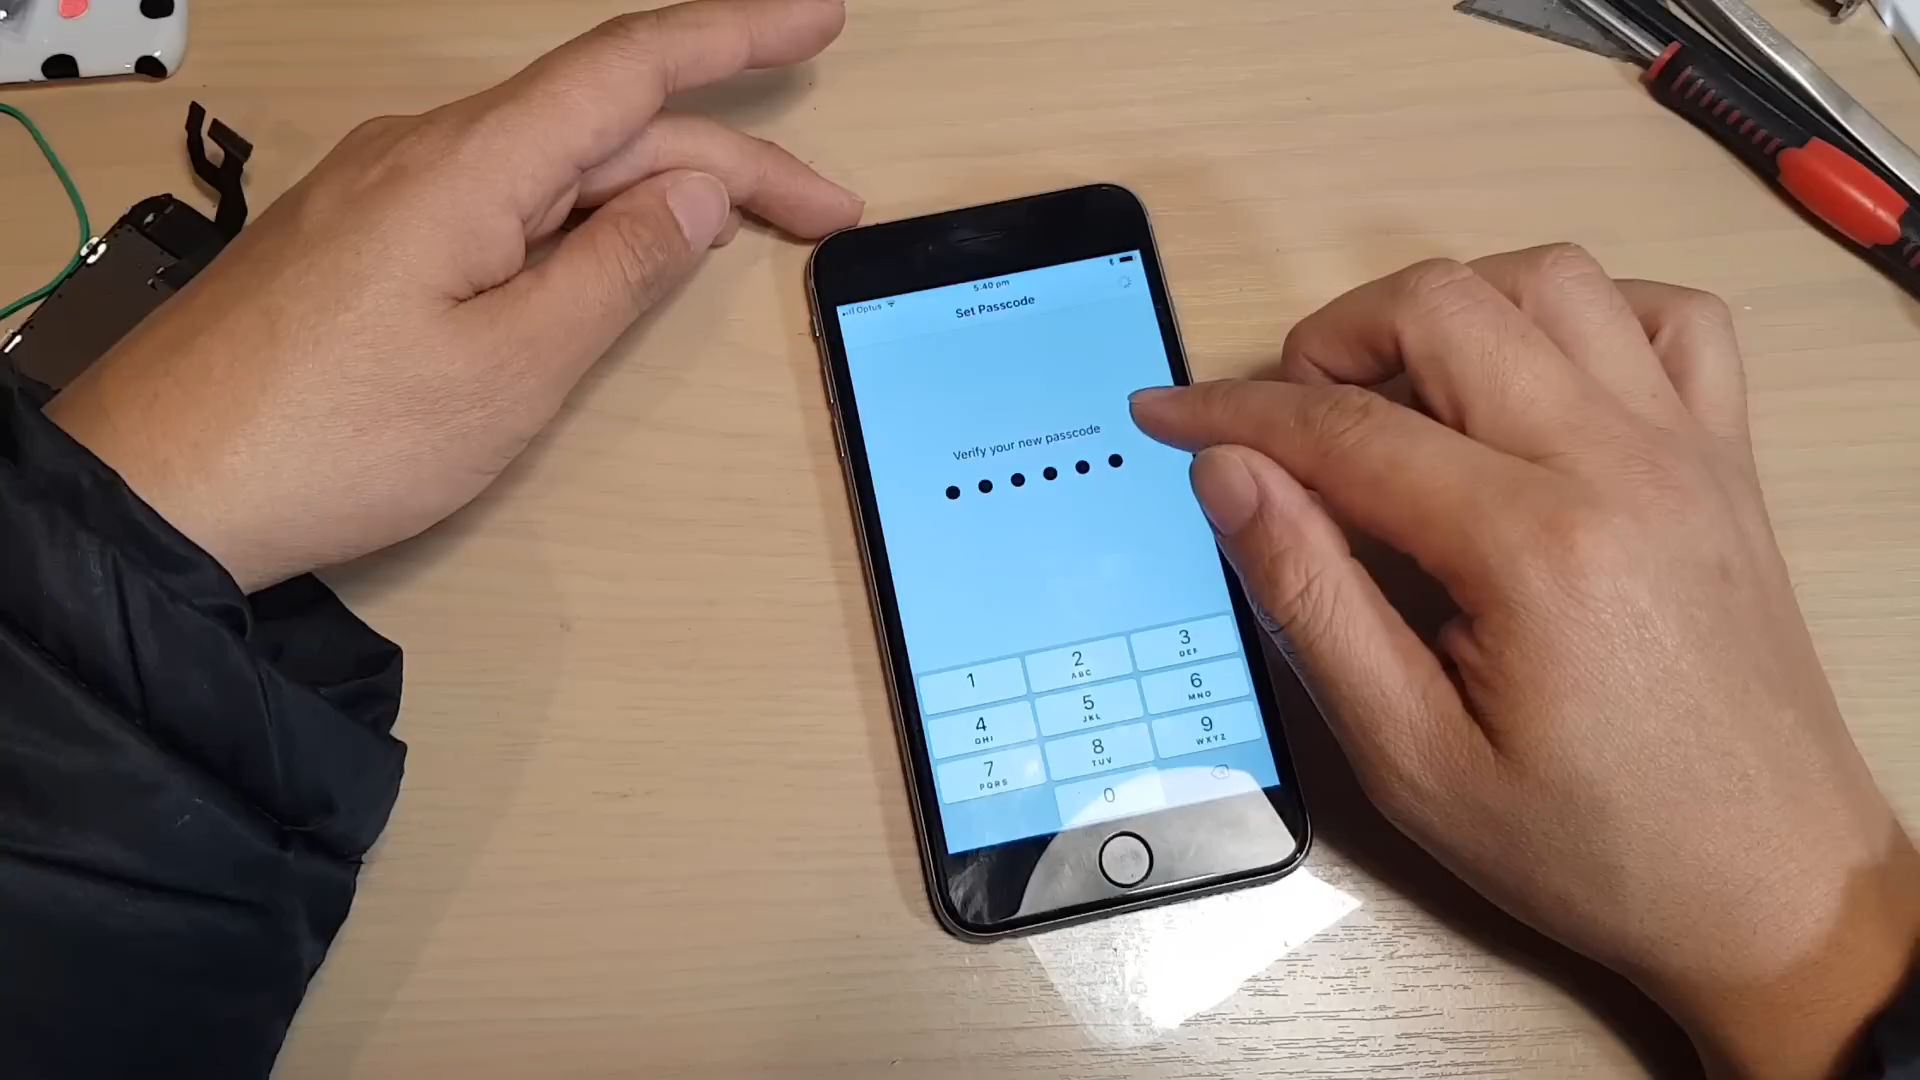 Optus
5:40 pm
Set Passcode
Verify your new passcode
1
2
ABC
3
DEF
4
GHI
5
JKL
6
MNO
7
PQRS
8
TUV
9
WXYZ
0